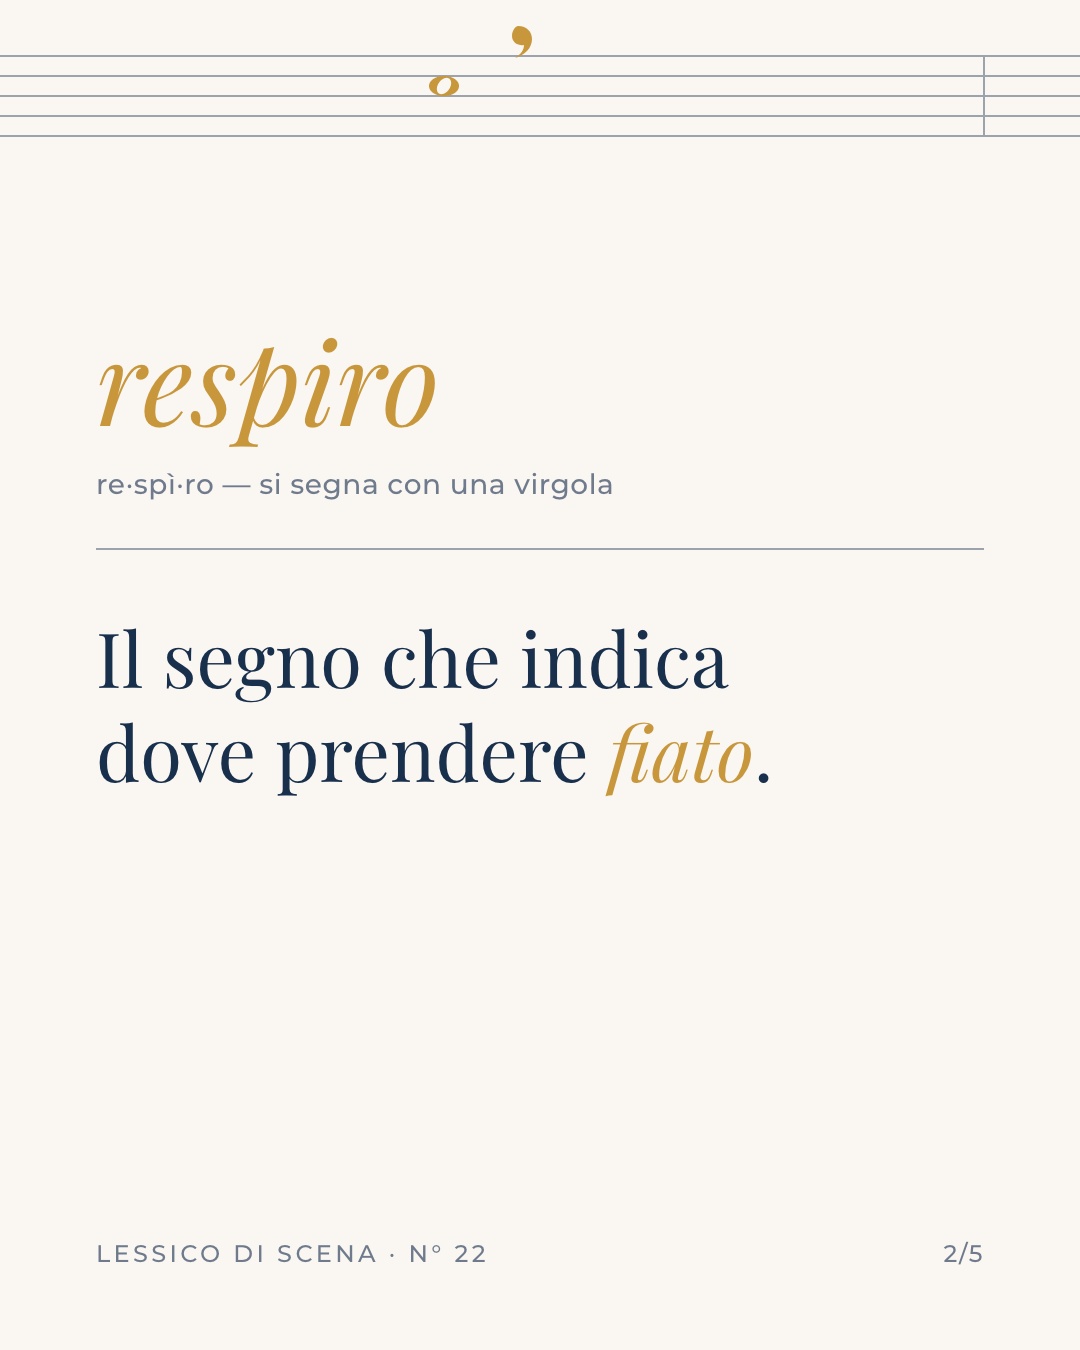 respiro
re·spì·ro — si segna con una virgola
Il segno che indica
dove prendere fiato.
LESSICO DI SCENA · N° 22
2/5